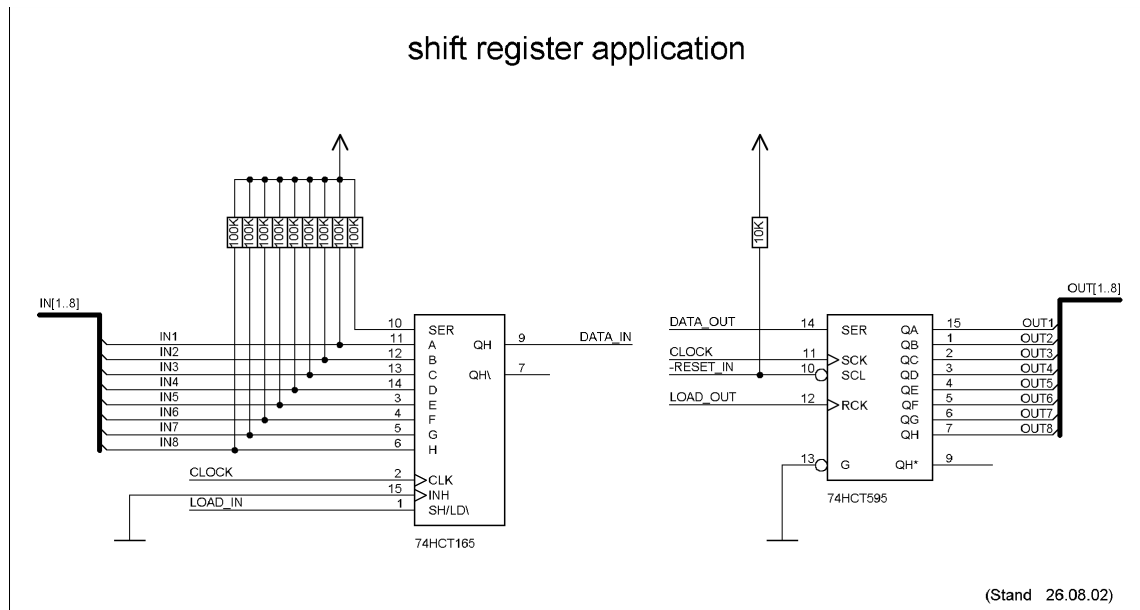 shift register application
100K 100K 100K 100K 100K 100K 100K 100K 100K
10K
IN[1..8]
OUT[1..8]
10 SER
IN1 11 A QH 9 DATA_IN
IN2 12 B
IN3 13 C QH\ 7
IN4 14 D
IN5 3 E
IN6 4 F
IN7 5 G
IN8 6 H
CLOCK 2 CLK
15 INH
LOAD_IN 1 SH/LD\
74HCT165
DATA_OUT 14 SER QA 15 OUT1
QB 1 OUT2
CLOCK 11 SCK QC 2 OUT3
-RESET_IN 10 SCL QD 3 OUT4
QE 4 OUT5
LOAD_OUT 12 RCK QF 5 OUT6
QG 6 OUT7
QH 7 OUT8
13 G QH* 9
74HCT595
(Stand 26.08.02)